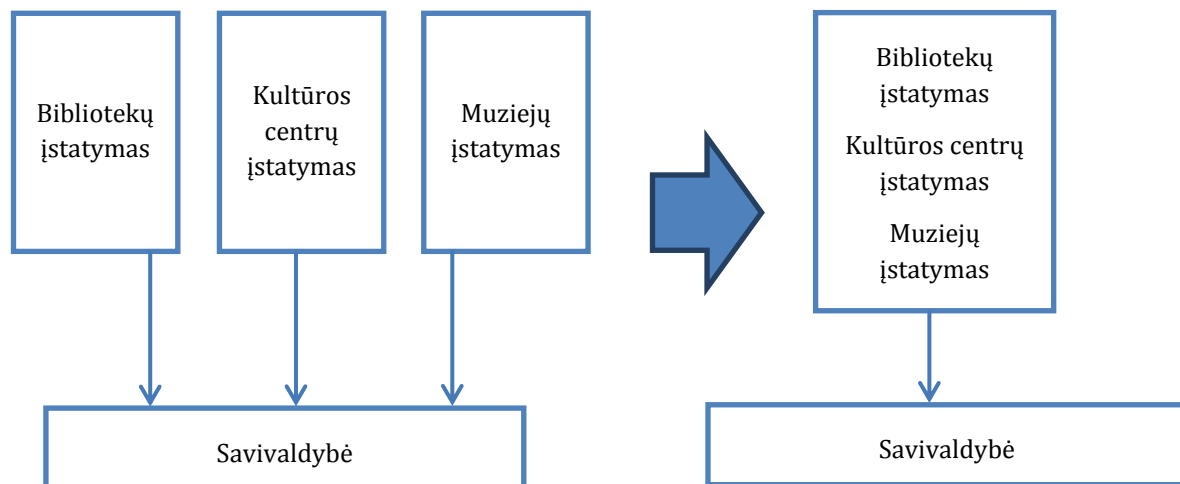 Bibliotekų
įstatymas
Kultūros
centrų
įstatymas
Muziejų
įstatymas
Savivaldybė
Bibliotekų
įstatymas
Kultūros centrų
įstatymas
Muziejų
įstatymas
Savivaldybė